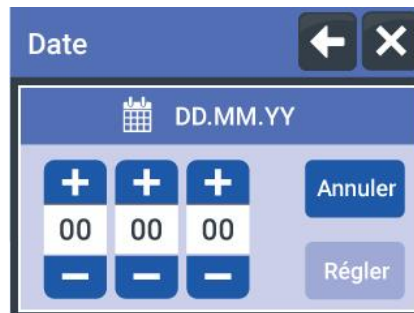 Date
DD.MM.YY
+ + +
00 00 00
− − −
Annuler
Régler